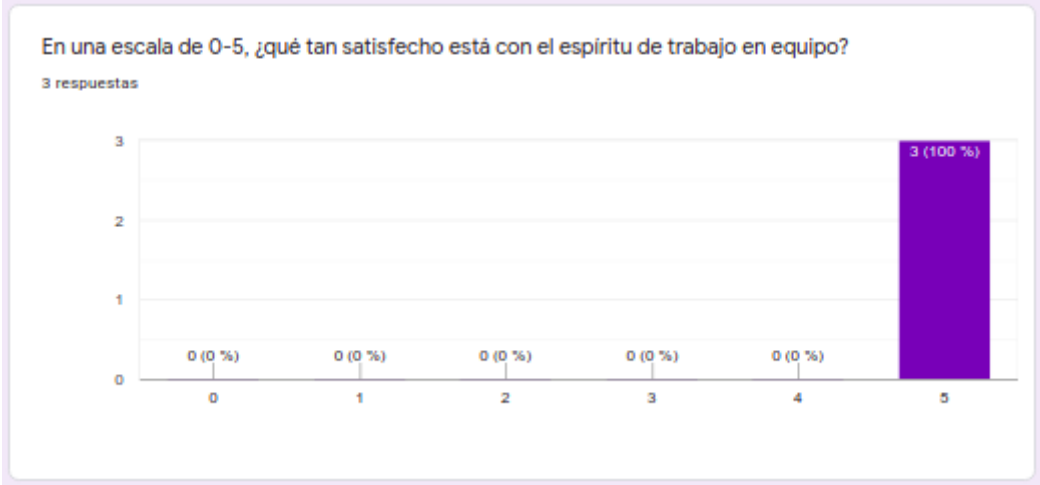 En una escala de 0-5, ¿qué tan satisfecho está con el espíritu de trabajo en equipo?
3 respuestas
3
3 (100 %)
2
1
0 (0 %) 0 (0 %) 0 (0 %) 0 (0 %) 0 (0 %)
0
0 1 2 3 4 5